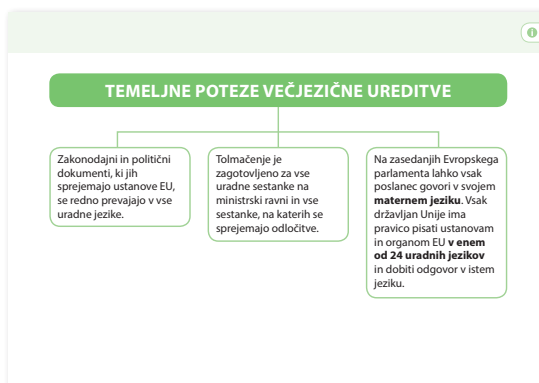 TEMELJNE POTEZE VEČJEZIČNE UREDITVE
Zakonodajni in politični
dokumenti, ki jih
sprejemajo ustanove EU,
se redno prevajajo v vse
uradne jezike.
Tolmačenje je
zagotovljeno za vse
uradne sestanke na
ministrski ravni in vse
sestanke, na katerih se
sprejemajo odločitve.
Na zasedanjih Evropskega
parlamenta lahko vsak
poslanec govori v svojem
maternem jeziku. Vsak
državljan Unije ima
pravico pisati ustanovam
in organom EU v enem
od 24 uradnih jezikov
in dobiti odgovor v istem
jeziku.